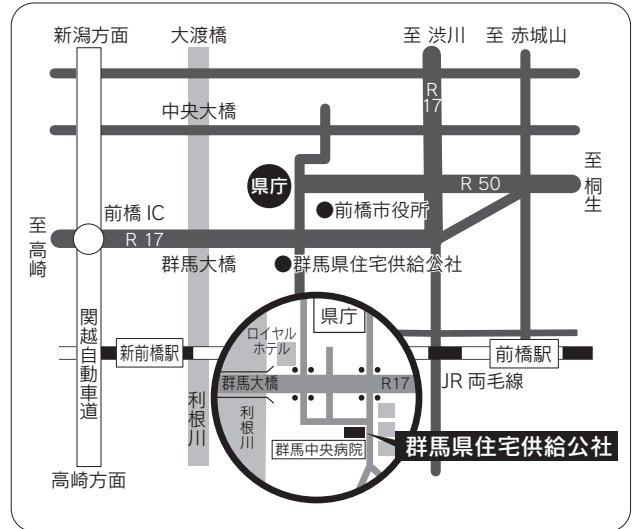 新潟方面
大渡橋
至 渋川
至 赤城山
R
17
中央大橋
県庁
R 50
至 桐生
前橋市役所
前橋 IC
至 高崎
R 17
群馬大橋
群馬県住宅供給公社
関越自動車道
県庁
ロイヤル
ホテル
新前橋駅
前橋駅
群馬大橋
R17
JR 両毛線
利根川
利根川
群馬中央病院
群馬県住宅供給公社
高崎方面